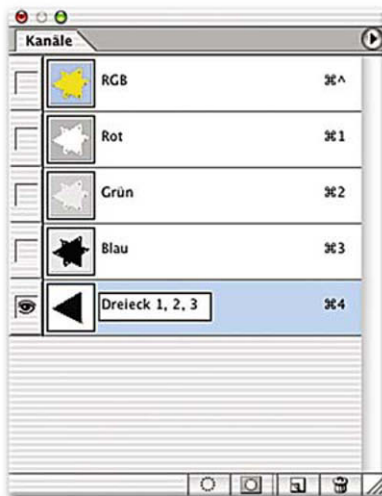 Kanäle
RGB ⌘^
Rot ⌘1
Grün ⌘2
Blau ⌘3
Dreieck 1, 2, 3 ⌘4